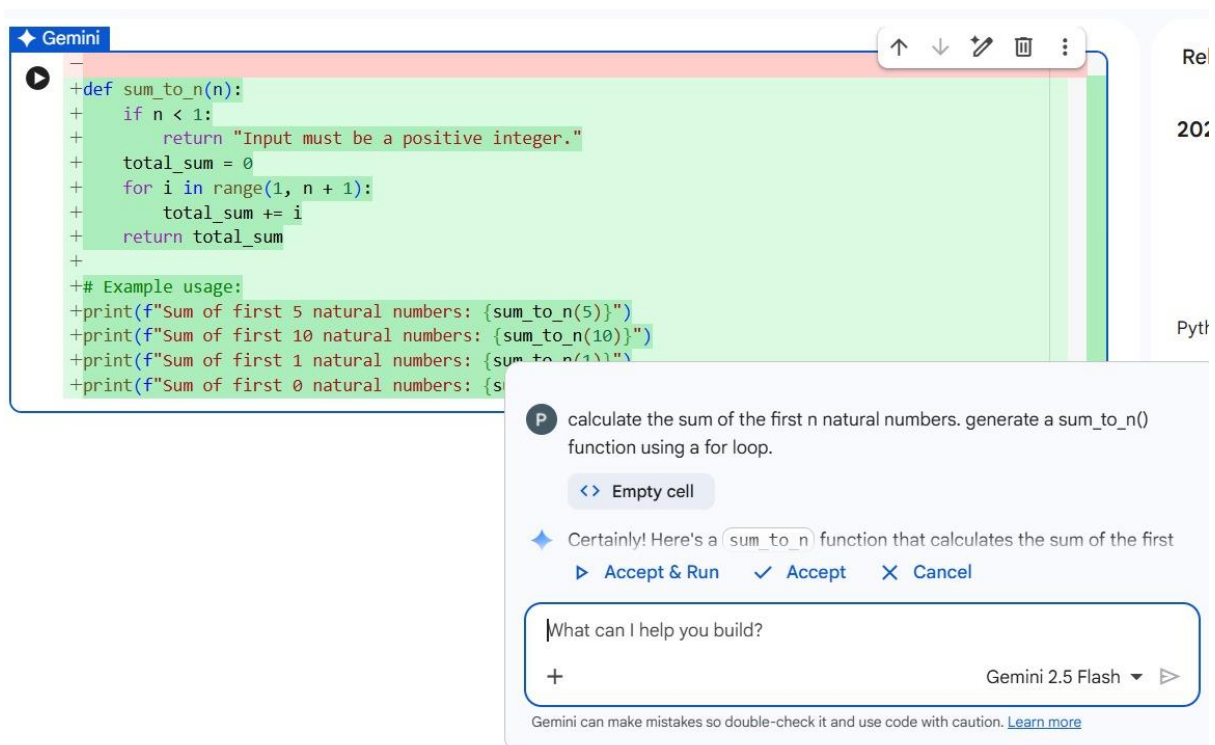 Gemini
-
+def sum_to_n(n):
+    if n < 1:
+        return "Input must be a positive integer."
+    total_sum = 0
+    for i in range(1, n + 1):
+        total_sum += i
+    return total_sum
+
+# Example usage:
+print(f"Sum of first 5 natural numbers: {sum_to_n(5)}")
+print(f"Sum of first 10 natural numbers: {sum_to_n(10)}")
+print(f"Sum of first 1 natural numbers: {sum_to_n(1)}")
+print(f"Sum of first 0 natural numbers: {s
P
calculate the sum of the first n natural numbers. generate a sum_to_n()
function using a for loop.
<> Empty cell
Certainly! Here's a sum_to_n function that calculates the sum of the first
Accept & Run Accept Cancel
What can I help you build?
+ Gemini 2.5 Flash
Gemini can make mistakes so double-check it and use code with caution. Learn more